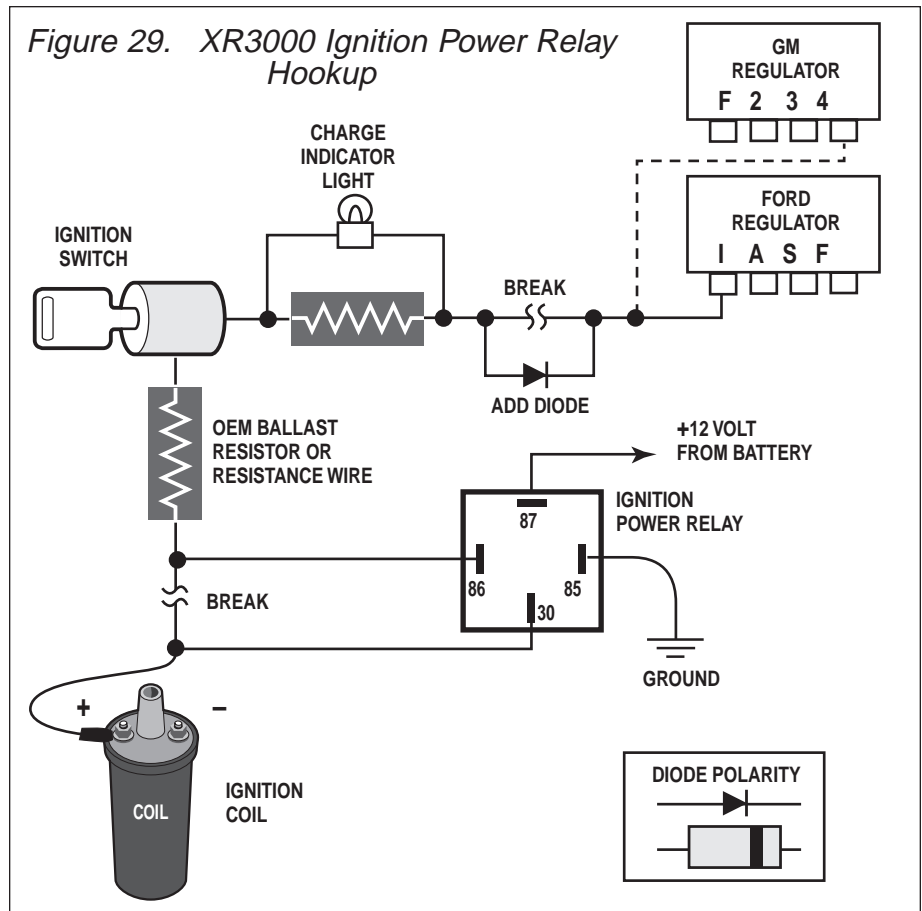 Figure 29. XR3000 Ignition Power Relay
Hookup
GM
REGULATOR
F 2 3 4
CHARGE
INDICATOR
LIGHT
FORD
REGULATOR
I A S F
IGNITION
SWITCH
BREAK
ADD DIODE
OEM BALLAST
RESISTOR OR
RESISTANCE WIRE
+12 VOLT
FROM BATTERY
IGNITION
POWER RELAY
87
86
85
30
BREAK
GROUND
+
–
COIL
IGNITION
COIL
DIODE POLARITY